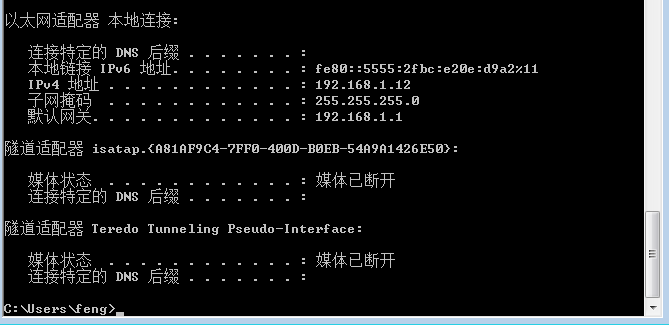 以太网适配器 本地连接:
连接特定的 DNS 后缀 . . . . . . . :
本地链接 IPv6 地址. . . . . . . . : fe80::5555:2fbc:e20e:d9a2%11
IPv4 地址 . . . . . . . . . . . . : 192.168.1.12
子网掩码 . . . . . . . . . . . . : 255.255.255.0
默认网关. . . . . . . . . . . . . : 192.168.1.1
隧道适配器 isatap.{A81AF9C4-7FF0-400D-B0EB-54A9A1426E50}:
媒体状态 . . . . . . . . . . . . : 媒体已断开
连接特定的 DNS 后缀 . . . . . . . :
隧道适配器 Teredo Tunneling Pseudo-Interface:
媒体状态 . . . . . . . . . . . . : 媒体已断开
连接特定的 DNS 后缀 . . . . . . . :
C:\Users\feng>_